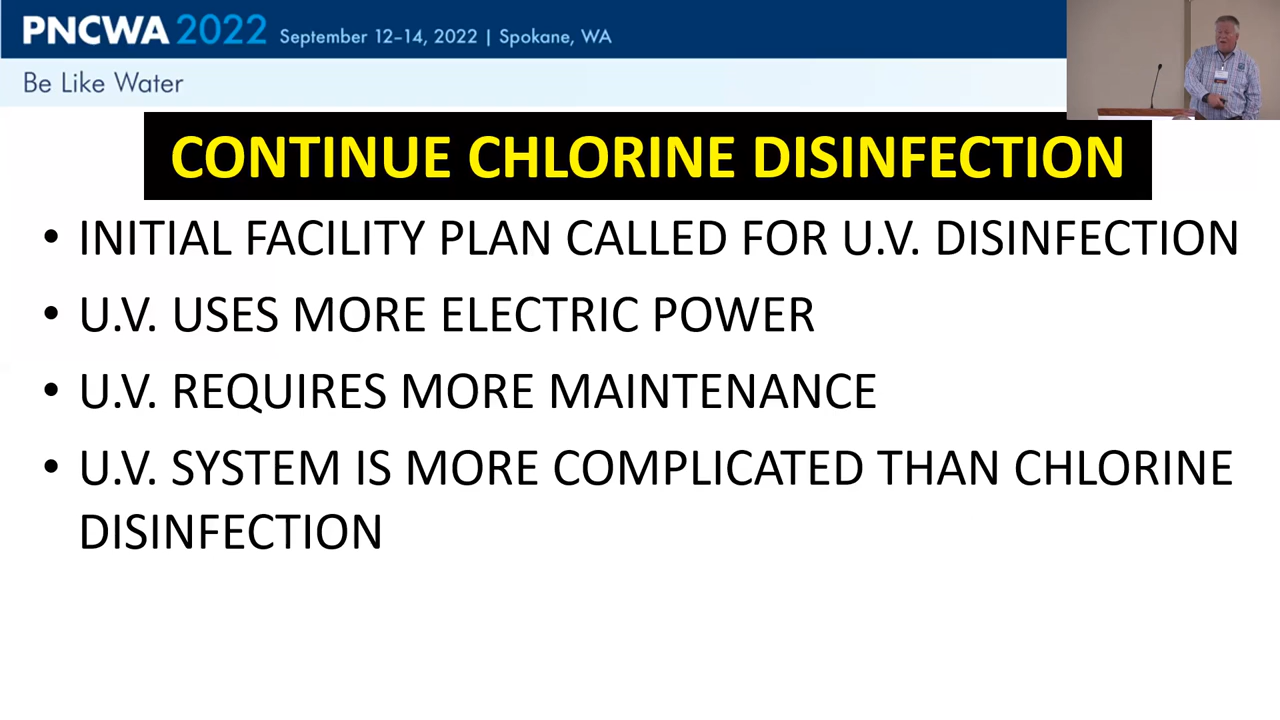 PNCWA 2022 September 12–14, 2022 | Spokane, WA
Be Like Water
CONTINUE CHLORINE DISINFECTION
• INITIAL FACILITY PLAN CALLED FOR U.V. DISINFECTION
• U.V. USES MORE ELECTRIC POWER
• U.V. REQUIRES MORE MAINTENANCE
• U.V. SYSTEM IS MORE COMPLICATED THAN CHLORINE
DISINFECTION